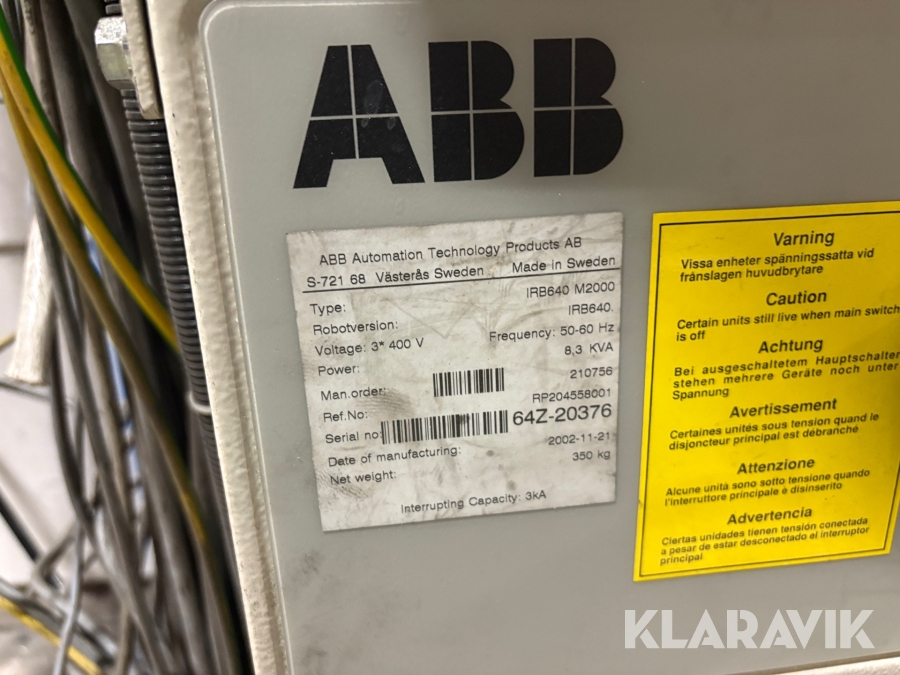 ABB
ABB Automation Technology Products AB
S-721 68 Västerås Sweden Made in Sweden
Type: IRB640 M2000
Robotversion: IRB640.
Voltage: 3* 400 V Frequency: 50-60 Hz
Power: 8,3 KVA
Man.order: 210756
Ref.No: RP204558001
Serial no: 64Z-20376
Date of manufacturing: 2002-11-21
Net weight: 350 kg
Interrupting Capacity: 3kA
Varning
Vissa enheter spänningssatta vid
frånslagen huvudbrytare
Caution
Certain units still live when main switch
is off
Achtung
Bei ausgeschaltetem Hauptschalter
stehen mehrere Geräte noch unter
Spannung
Avertissement
Certaines unités sous tension quand le
disjoncteur principal est débranché
Attenzione
Alcune unità sono sotto tensione quando
l'interruttore principale è disinserito
Advertencia
Ciertas unidades tienen tensión conectada
a pesar de estar desconectado el interruptor
principal
KLARAVIK